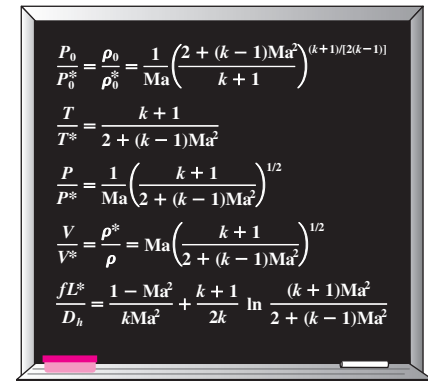 P₀/P₀* = ρ₀/ρ₀* = 1/Ma ((2 + (k − 1)Ma²)/(k + 1))^((k+1)/[2(k−1)])
T/T* = (k + 1)/(2 + (k − 1)Ma²)
P/P* = 1/Ma ((k + 1)/(2 + (k − 1)Ma²))^(1/2)
V/V* = ρ*/ρ = Ma((k + 1)/(2 + (k − 1)Ma²))^(1/2)
fL*/Dₕ = (1 − Ma²)/(kMa²) + (k + 1)/(2k) ln ((k + 1)Ma²)/(2 + (k − 1)Ma²)